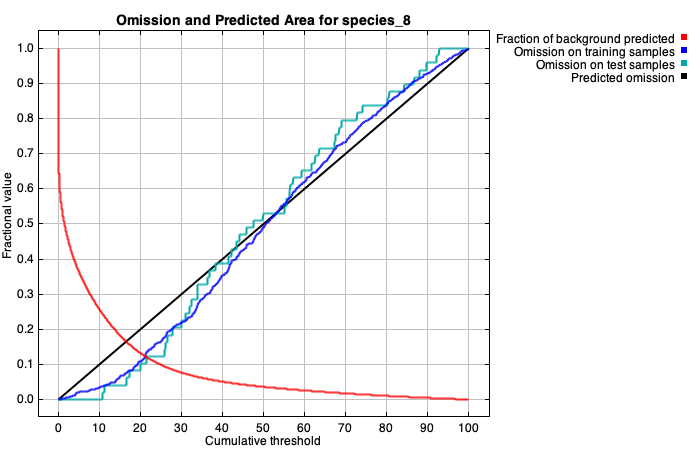 Omission and Predicted Area for species_8
Fraction of background predicted
Omission on training samples
Omission on test samples
Predicted omission
Fractional value
1.0
0.9
0.8
0.7
0.6
0.5
0.4
0.3
0.2
0.1
0.0
0 10 20 30 40 50 60 70 80 90 100
Cumulative threshold